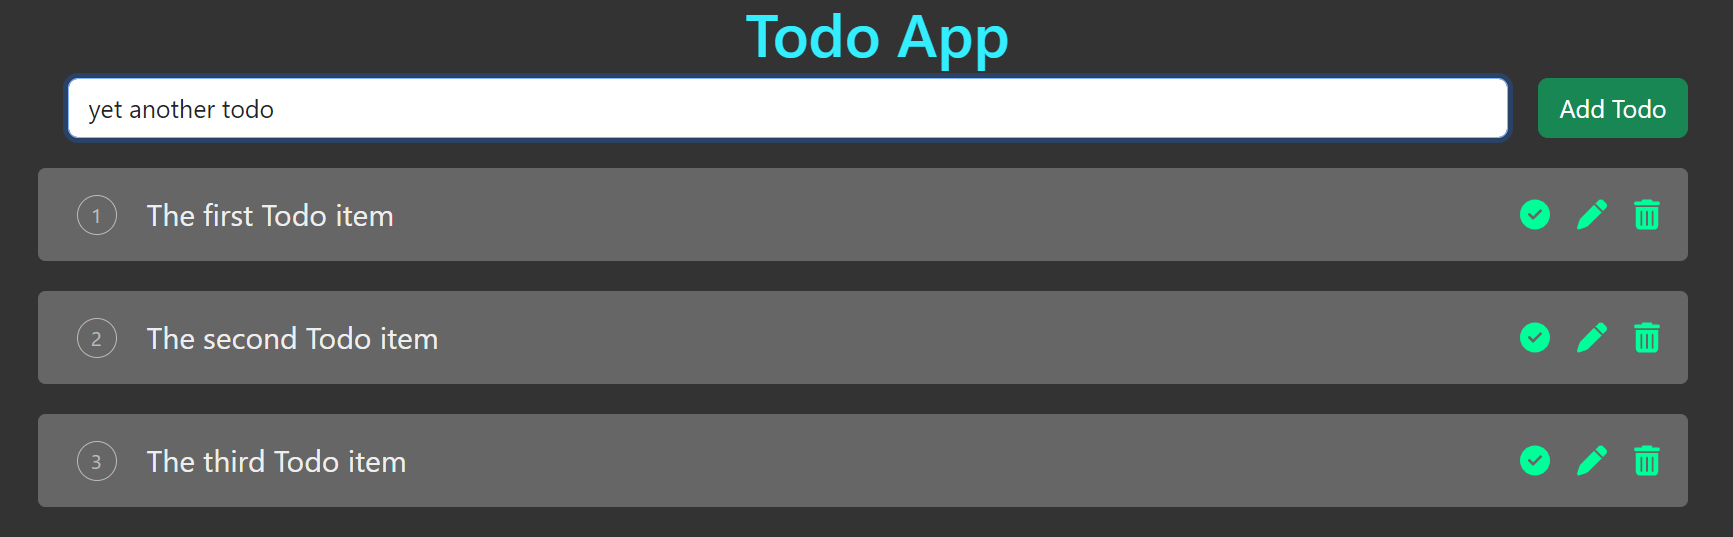 Todo App
yet another todo
Add Todo
1 The first Todo item
2 The second Todo item
3 The third Todo item